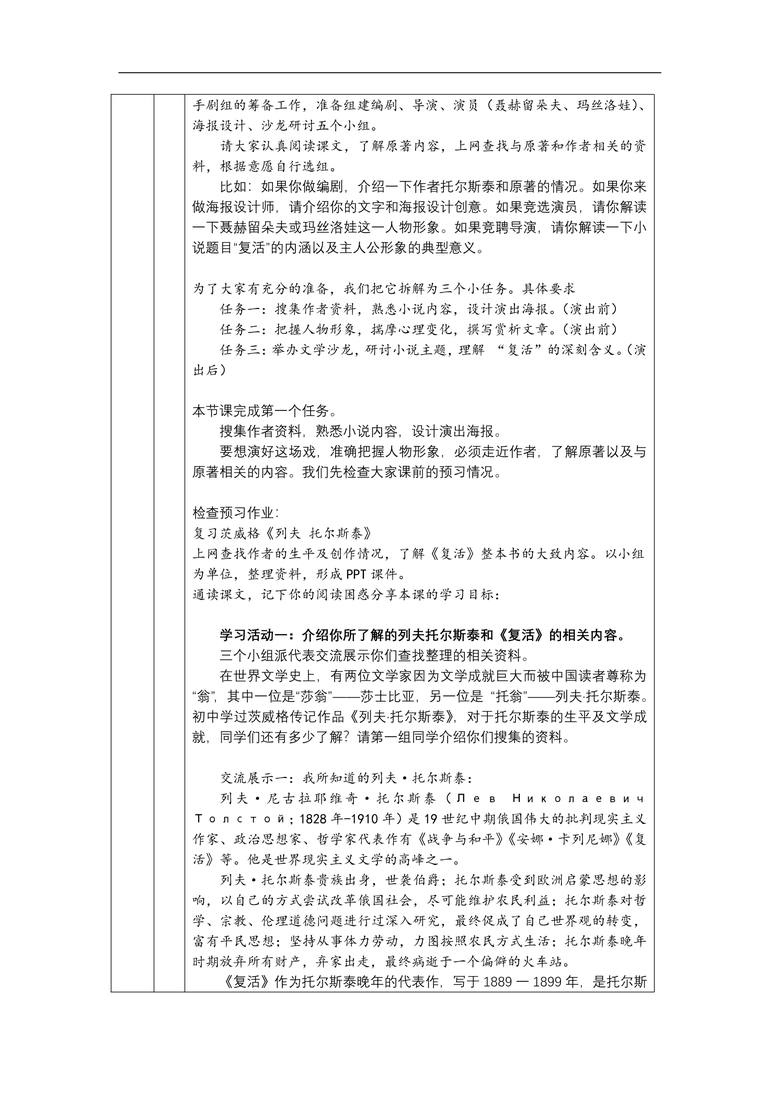 手剧组的筹备工作，准备组建编剧、导演、演员（聂赫留朵夫、玛丝洛娃）、
海报设计、沙龙研讨五个小组。
请大家认真阅读课文，了解原著内容，上网查找与原著和作者相关的资
料，根据意愿自行选组。
比如：如果你做编剧，介绍一下作者托尔斯泰和原著的情况。如果你来
做海报设计师，请介绍你的文字和海报设计创意。如果竞选演员，请你解读
一下聂赫留朵夫或玛丝洛娃这一人物形象。如果竞聘导演，请你解读一下小
说题目“复活”的内涵以及主人公形象的典型意义。
为了大家有充分的准备，我们把它拆解为三个小任务。具体要求
任务一：搜集作者资料，熟悉小说内容，设计演出海报。（演出前）
任务二：把握人物形象，揣摩心理变化，撰写赏析文章。（演出前）
任务三：举办文学沙龙，研讨小说主题，理解 “复活”的深刻含义。（演
出后）
本节课完成第一个任务。
搜集作者资料，熟悉小说内容，设计演出海报。
要想演好这场戏，准确把握人物形象，必须走近作者，了解原著以及与
原著相关的内容。我们先检查大家课前的预习情况。
检查预习作业：
复习茨威格《列夫 托尔斯泰》
上网查找作者的生平及创作情况，了解《复活》整本书的大致内容。以小组
为单位，整理资料，形成 PPT 课件。
通读课文，记下你的阅读困惑分享本课的学习目标：
学习活动一：介绍你所了解的列夫托尔斯泰和《复活》的相关内容。
三个小组派代表交流展示你们查找整理的相关资料。
在世界文学史上，有两位文学家因为文学成就巨大而被中国读者尊称为
“翁”，其中一位是“莎翁”——莎士比亚，另一位是 “托翁”——列夫·托尔斯泰。
初中学过茨威格传记作品《列夫·托尔斯泰》，对于托尔斯泰的生平及文学成
就，同学们还有多少了解？请第一组同学介绍你们搜集的资料。
交流展示一：我所知道的列夫·托尔斯泰：
列夫·尼古拉耶维奇·托尔斯泰（Лев Николаевич
Толстой；1828 年-1910 年）是 19 世纪中期俄国伟大的批判现实主义
作家、政治思想家、哲学家代表作有《战争与和平》《安娜·卡列尼娜》《复
活》等。他是世界现实主义文学的高峰之一。
列夫·托尔斯泰贵族出身，世袭伯爵；托尔斯泰受到欧洲启蒙思想的影
响，以自己的方式尝试改革俄国社会，尽可能维护农民利益；托尔斯泰对哲
学、宗教、伦理道德问题进行过深入研究，最终促成了自己世界观的转变，
富有平民思想；坚持从事体力劳动，力图按照农民方式生活；托尔斯泰晚年
时期放弃所有财产，弃家出走，最终病逝于一个偏僻的火车站。
《复活》作为托尔斯泰晚年的代表作，写于 1889 一 1899 年，是托尔斯